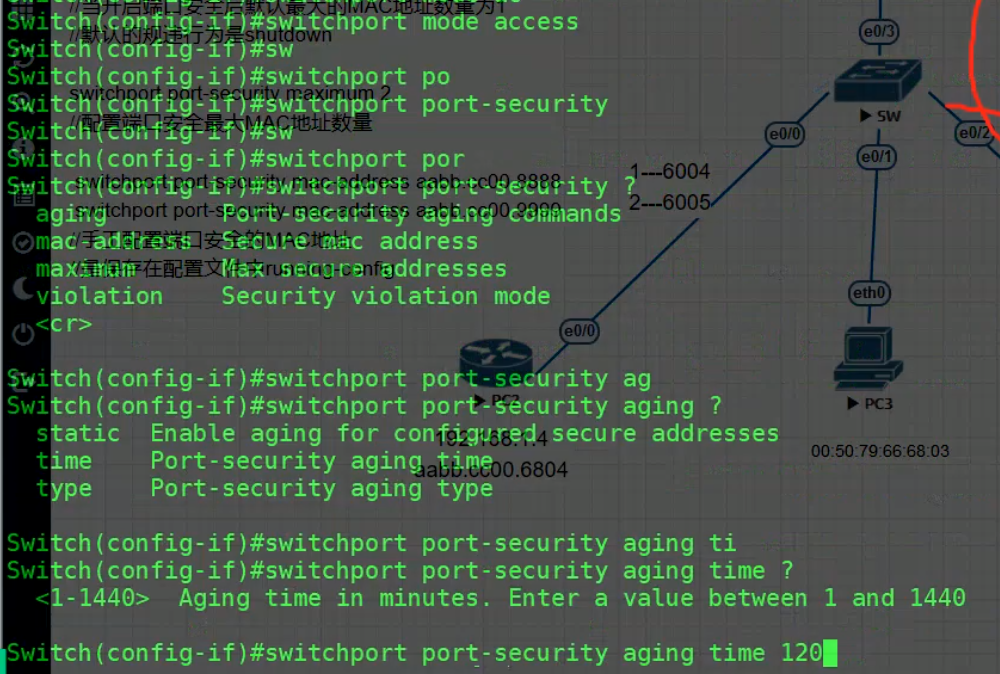 //当开启端口安全后默认最大的MAC地址数量为1
Switch(config-if)#switchport mode access
//默认的规违行为是shutdown
Switch(config-if)#sw
Switch(config-if)#switchport po
switchport port-security maximum 2
Switch(config-if)#switchport port-security
//配置端口安全最大MAC地址数量
Switch(config-if)#sw
Switch(config-if)#switchport por
switchport port-security mac-address aabb.cc00.8888
Switch(config-if)#switchport port-security ?
switchport port-security mac-address aabb.cc00.9999
aging Port-security aging commands
//手工配置端口安全的MAC地址
mac-address Secure mac address
maximum Max secure addresses
violation Security violation mode
<cr>
Switch(config-if)#switchport port-security ag
Switch(config-if)#switchport port-security aging ?
static Enable aging for configured secure addresses
time Port-security aging time
type Port-security aging type
Switch(config-if)#switchport port-security aging ti
Switch(config-if)#switchport port-security aging time ?
<1-1440> Aging time in minutes. Enter a value between 1 and 1440
Switch(config-if)#switchport port-security aging time 120
e0/3
SW
e0/0
e0/2
e0/1
1---6004
2---6005
eth0
e0/0
PC2
PC3
192.168.1.4
aabb.cc00.6804
00:50:79:66:68:03